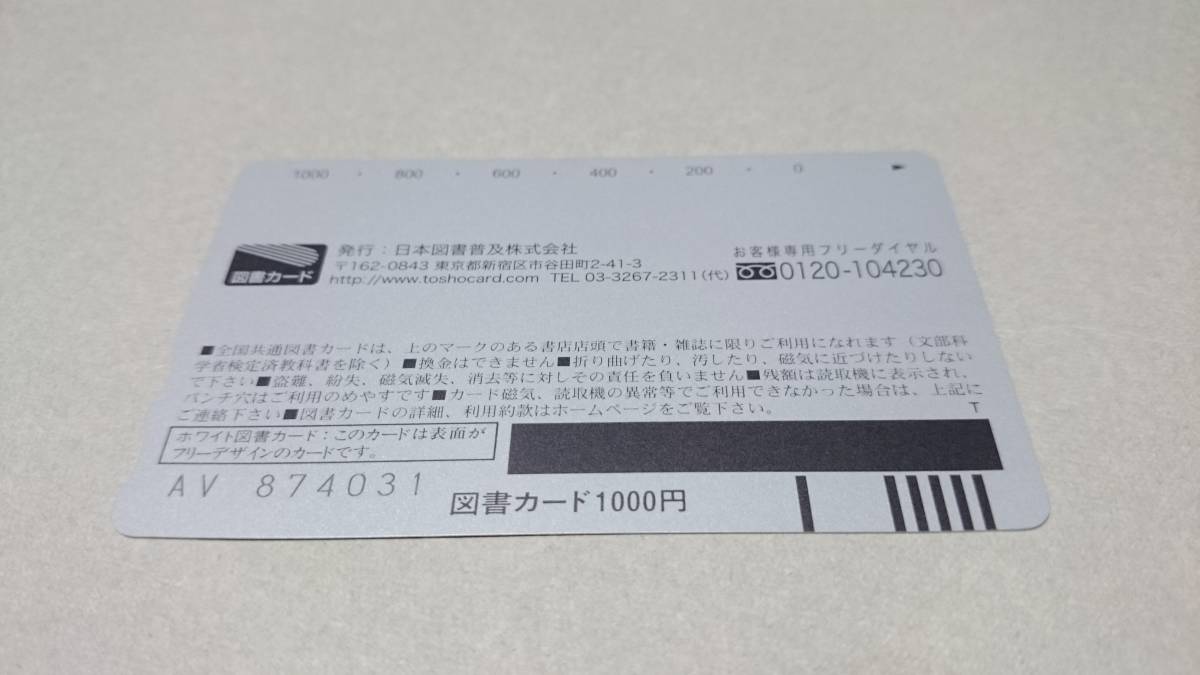 1000 ・ 800 ・ 600 ・ 400 ・ 200 ・ 0
図書カード
発行：日本図書普及株式会社
〒162-0843 東京都新宿区市谷田町2-41-3
http://www.toshocard.com TEL 03-3267-2311(代)
お客様専用フリーダイヤル
0120-104230
■全国共通図書カードは、上のマークのある書店店頭で書籍・雑誌に限りご利用になれます（文部科
学省検定済教科書を除く）■換金はできません■折り曲げたり、汚したり、磁気に近づけたりしない
で下さい■盗難、紛失、磁気滅失、消去等に対しその責任を負いません■残額は読取機に表示され、
パンチ穴はご利用のめやすです■カード磁気、読取機の異常等でご利用できなかった場合は、上記に
ご連絡下さい■図書カードの詳細、利用約款はホームページをご覧下さい。
T
ホワイト図書カード：このカードは表面が
フリーデザインのカードです。
AV 874031
図書カード1000円